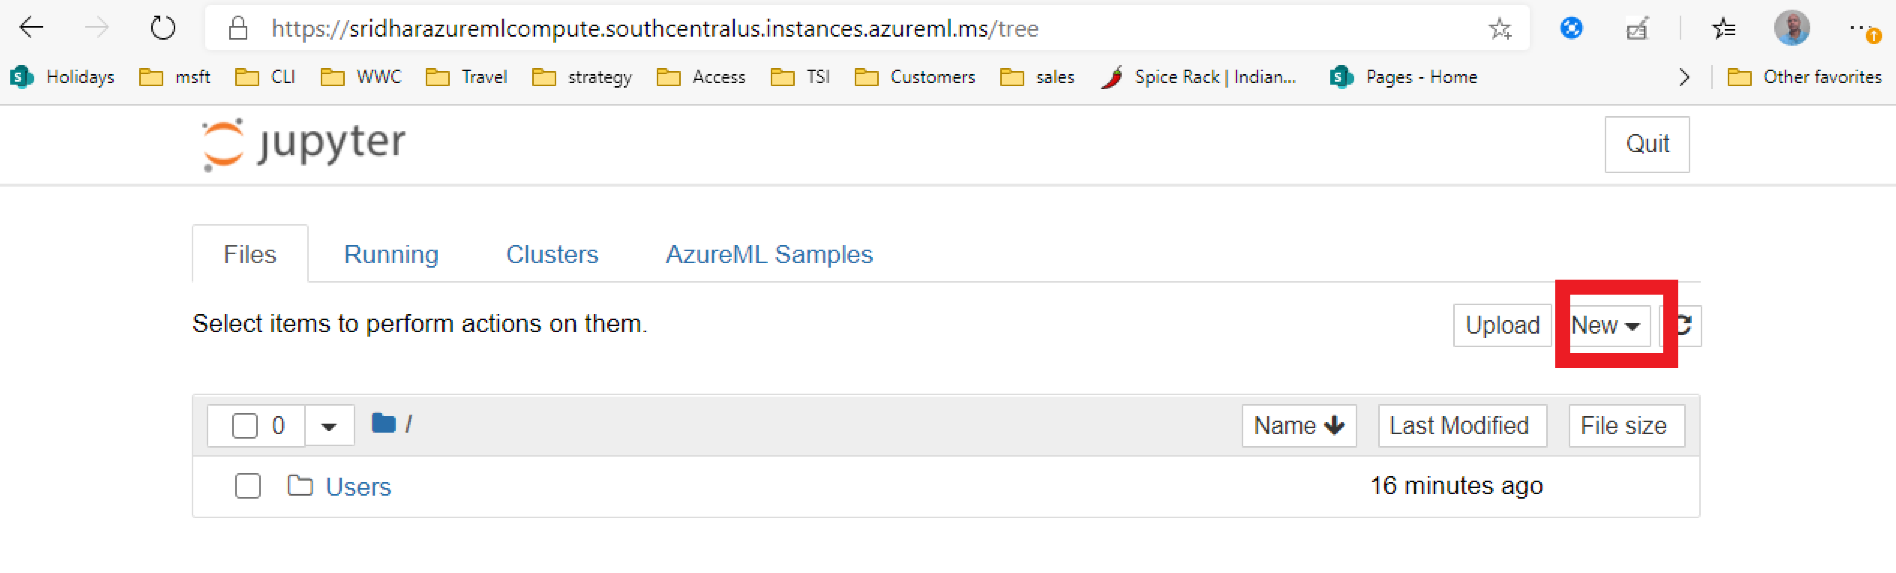 https://sridharazuremlcompute.southcentralus.instances.azureml.ms/tree
Holidays msft CLI WWC Travel strategy Access TSI Customers sales Spice Rack | Indian... Pages - Home Other favorites
jupyter Quit
Files Running Clusters AzureML Samples
Select items to perform actions on them. Upload New
0 / Name Last Modified File size
Users 16 minutes ago